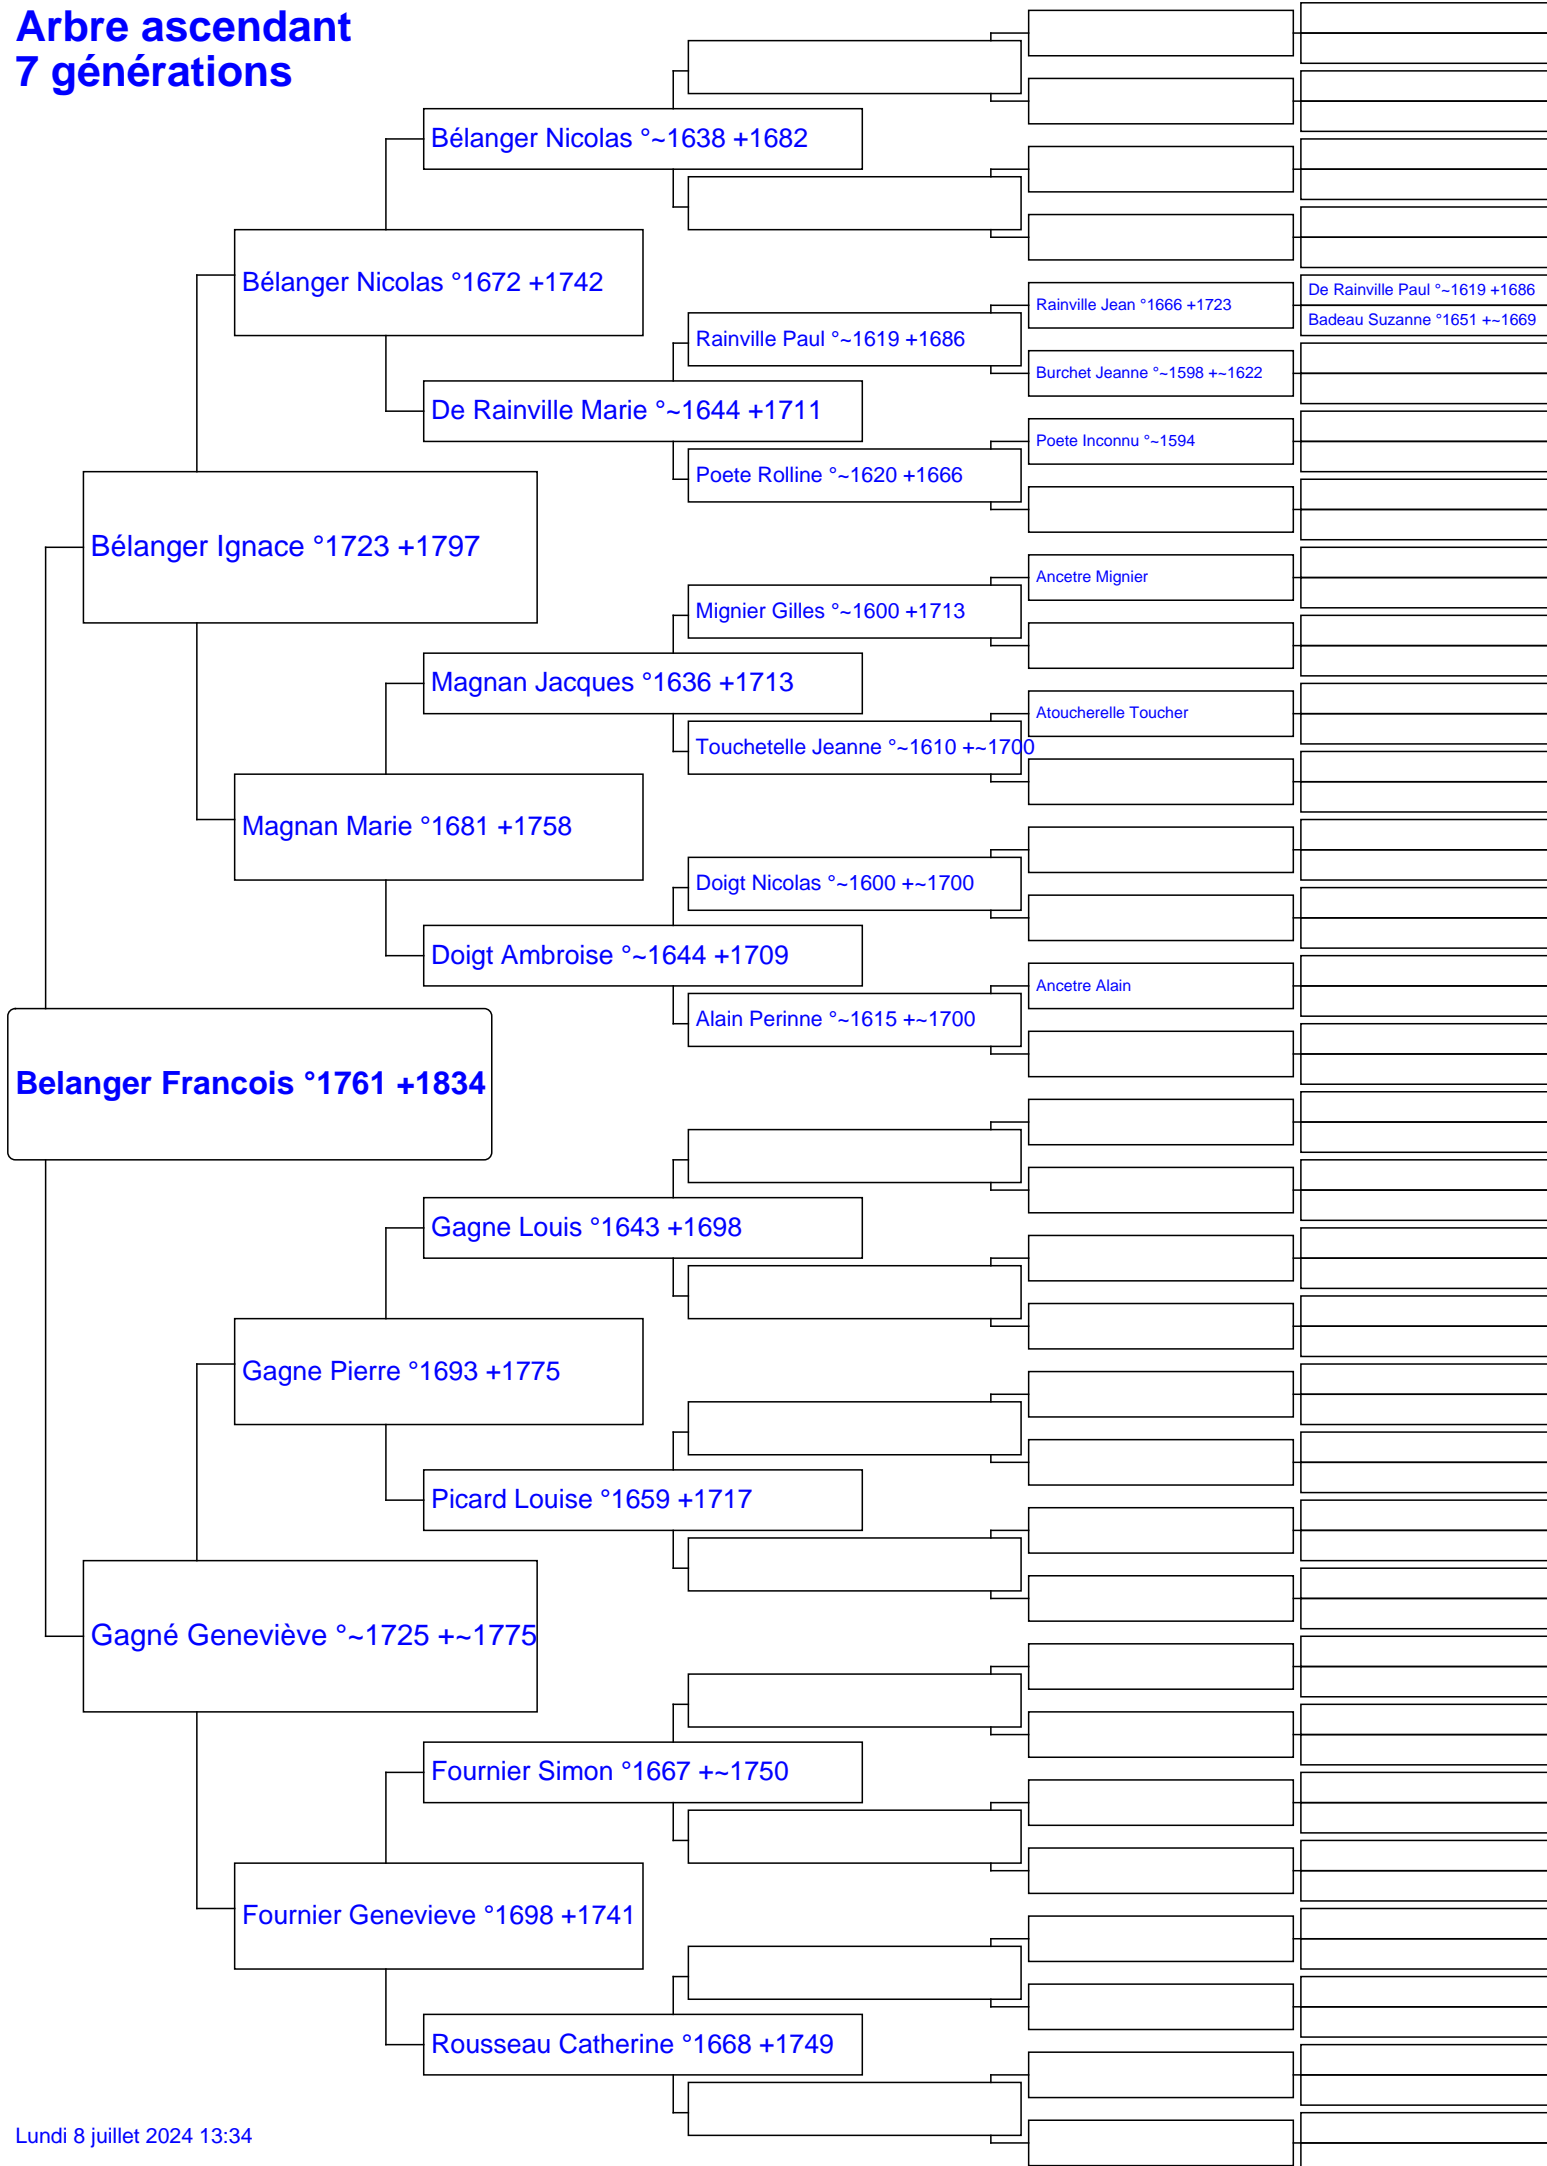 Arbre ascendant
7 générations
Bélanger Nicolas °~1638 +1682
Bélanger Nicolas °1672 +1742
De Rainville Paul °~1619 +1686
Rainville Jean °1666 +1723
Badeau Suzanne °1651 +~1669
Rainville Paul °~1619 +1686
Burchet Jeanne °~1598 +~1622
De Rainville Marie °~1644 +1711
Poete Inconnu °~1594
Poete Rolline °~1620 +1666
Bélanger Ignace °1723 +1797
Ancetre Mignier
Mignier Gilles °~1600 +1713
Magnan Jacques °1636 +1713
Atoucherelle Toucher
Touchetelle Jeanne °~1610 +~1700
Magnan Marie °1681 +1758
Doigt Nicolas °~1600 +~1700
Doigt Ambroise °~1644 +1709
Ancetre Alain
Alain Perinne °~1615 +~1700
Belanger Francois °1761 +1834
Gagne Louis °1643 +1698
Gagne Pierre °1693 +1775
Picard Louise °1659 +1717
Gagné Geneviève °~1725 +~1775
Fournier Simon °1667 +~1750
Fournier Genevieve °1698 +1741
Rousseau Catherine °1668 +1749
Lundi 8 juillet 2024 13:34